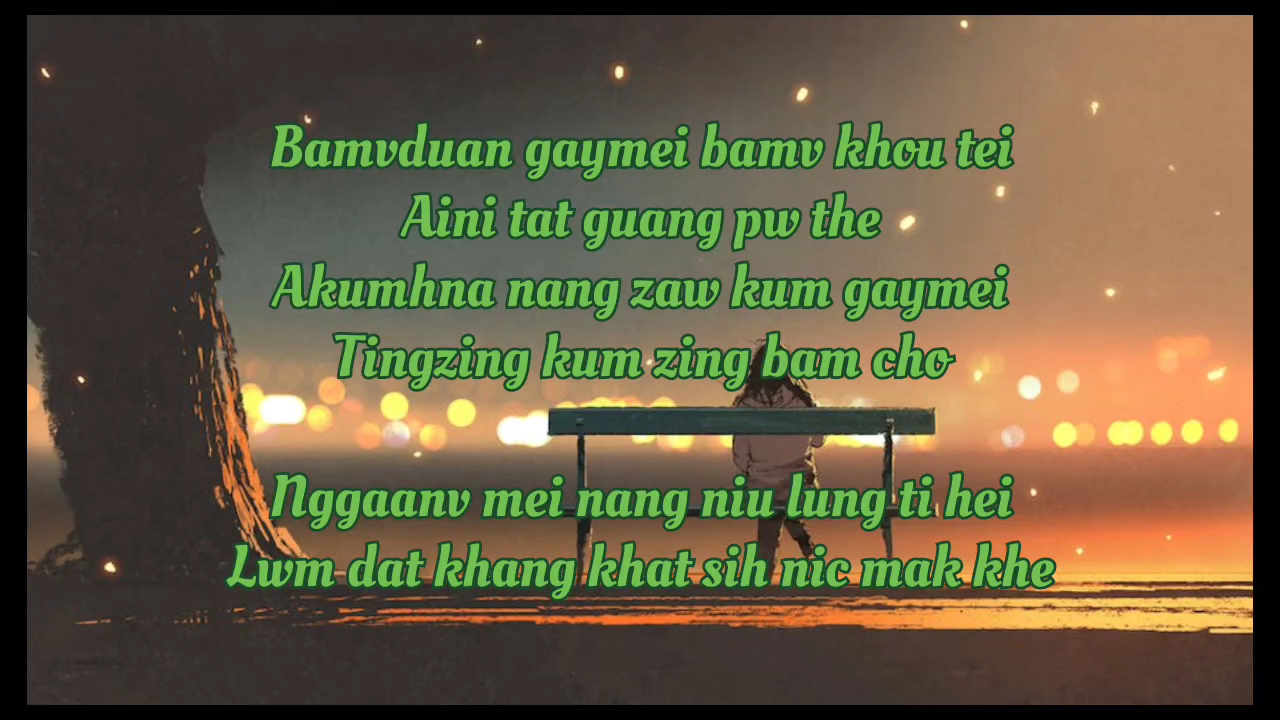 Bamvduan gaymei bamv khou tei
Aini tat guang pw the
Akumhna nang zaw kum gaymei
Tingzing kum zing bam cho
Nggaanv mei nang niu lung ti hei
Lwm dat khang khat sih nic mak khe